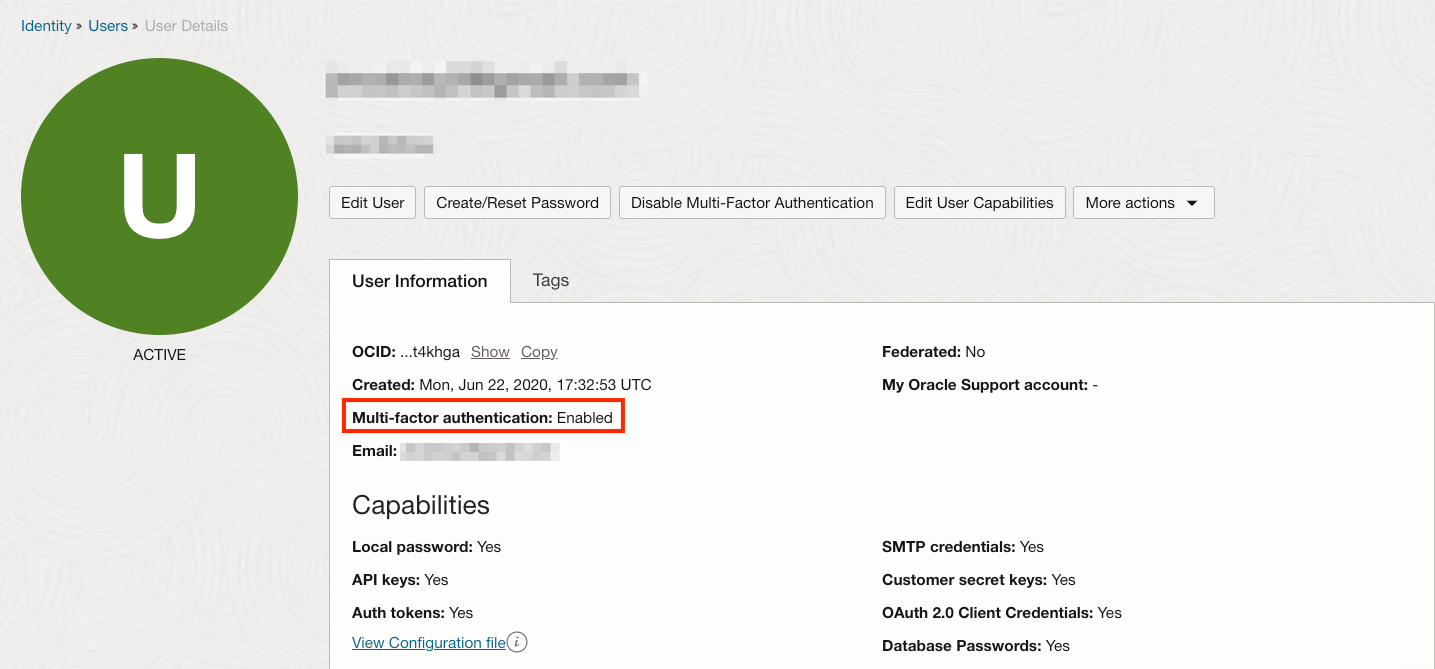 Identity » Users » User Details
U
ACTIVE
Edit User
Create/Reset Password
Disable Multi-Factor Authentication
Edit User Capabilities
More actions
User Information
Tags
OCID: ...t4khga Show Copy
Created: Mon, Jun 22, 2020, 17:32:53 UTC
Multi-factor authentication: Enabled
Email:
Federated: No
My Oracle Support account: -
Capabilities
Local password: Yes
API keys: Yes
Auth tokens: Yes
View Configuration file i
SMTP credentials: Yes
Customer secret keys: Yes
OAuth 2.0 Client Credentials: Yes
Database Passwords: Yes